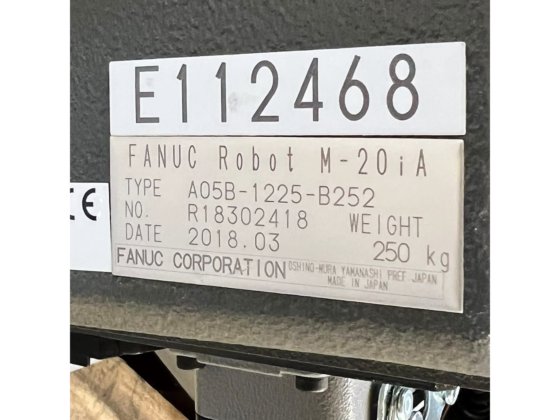 E112468
FANUC Robot M-20iA
TYPE A05B-1225-B252
NO. R18302418 WEIGHT
DATE 2018.03 250 kg
FANUC CORPORATION OSHINO-MURA YAMANASHI PREF. JAPAN
MADE IN JAPAN
CE